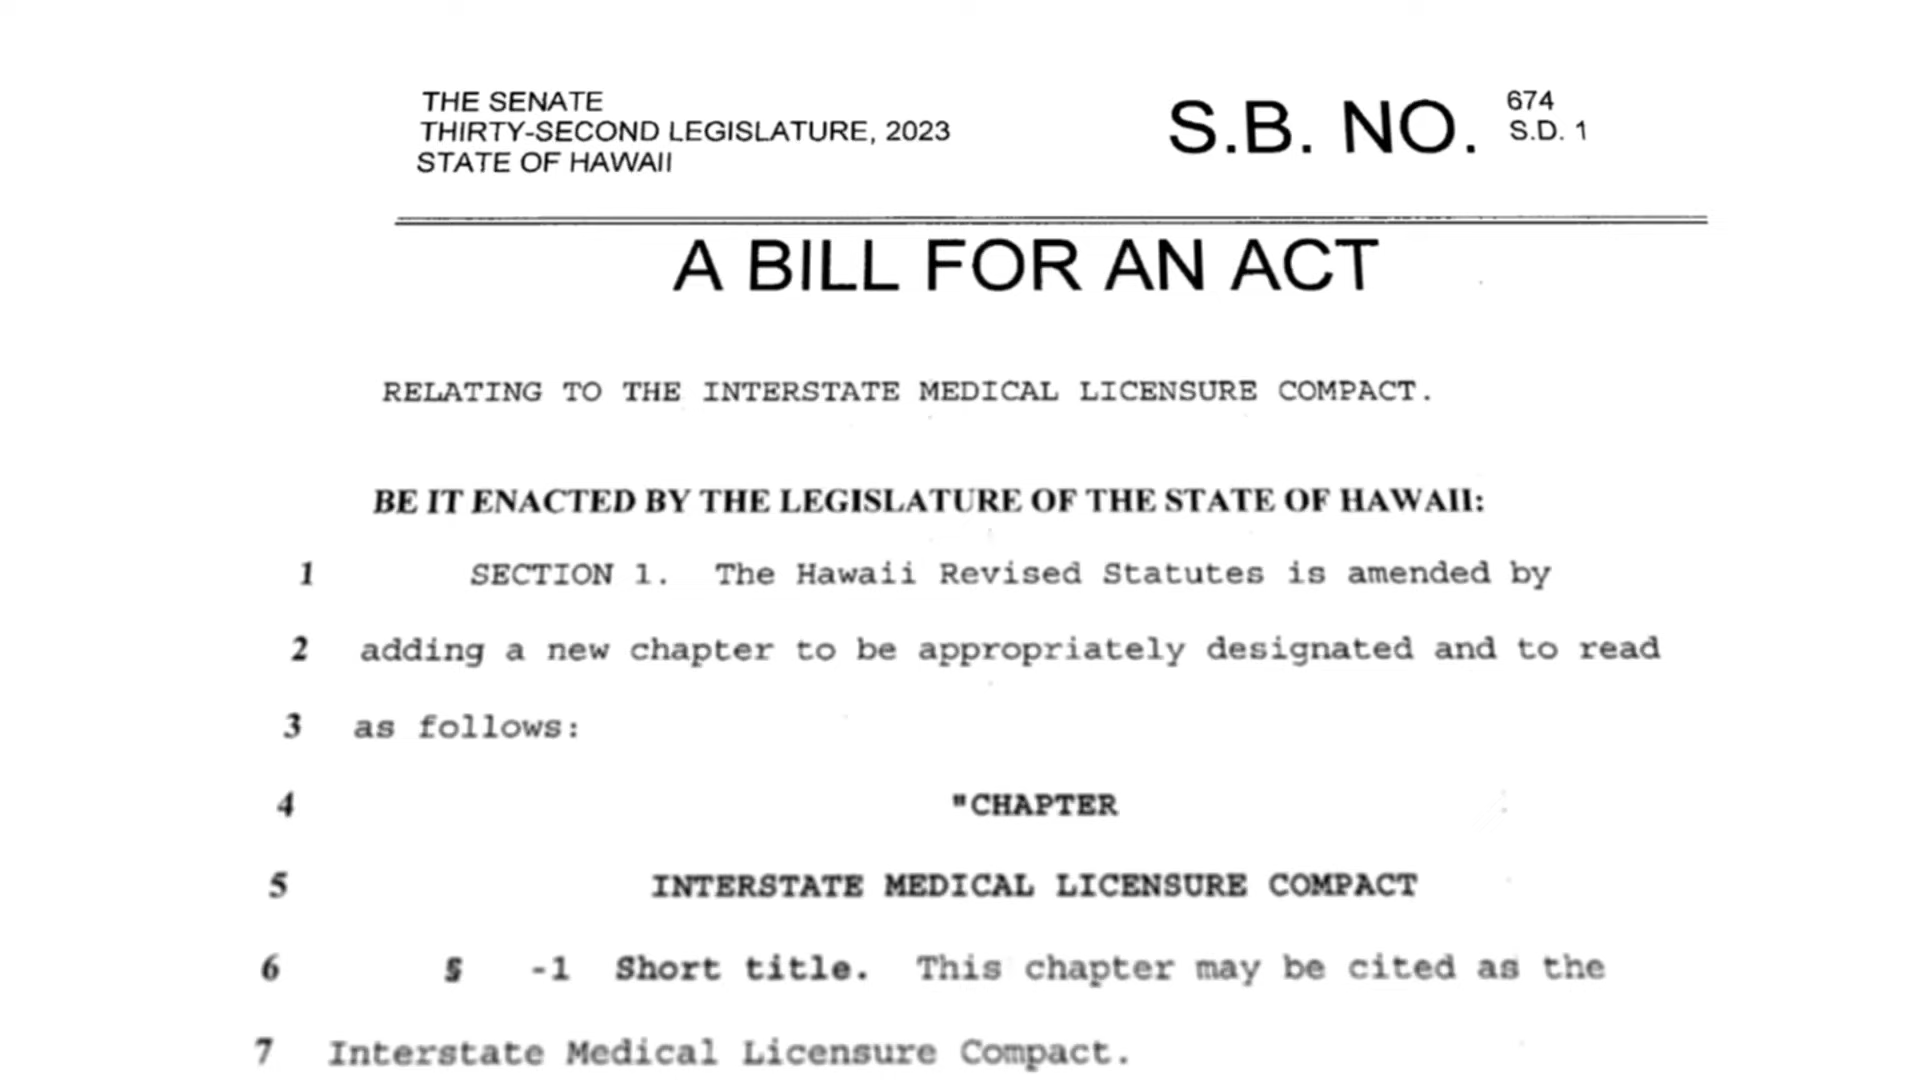 THE SENATE
THIRTY-SECOND LEGISLATURE, 2023
STATE OF HAWAII
S.B. NO. 674
S.D. 1
A BILL FOR AN ACT
RELATING TO THE INTERSTATE MEDICAL LICENSURE COMPACT.
BE IT ENACTED BY THE LEGISLATURE OF THE STATE OF HAWAII:
1 SECTION 1. The Hawaii Revised Statutes is amended by
2 adding a new chapter to be appropriately designated and to read
3 as follows:
4 "CHAPTER
5 INTERSTATE MEDICAL LICENSURE COMPACT
6 § -1 Short title. This chapter may be cited as the
7 Interstate Medical Licensure Compact.